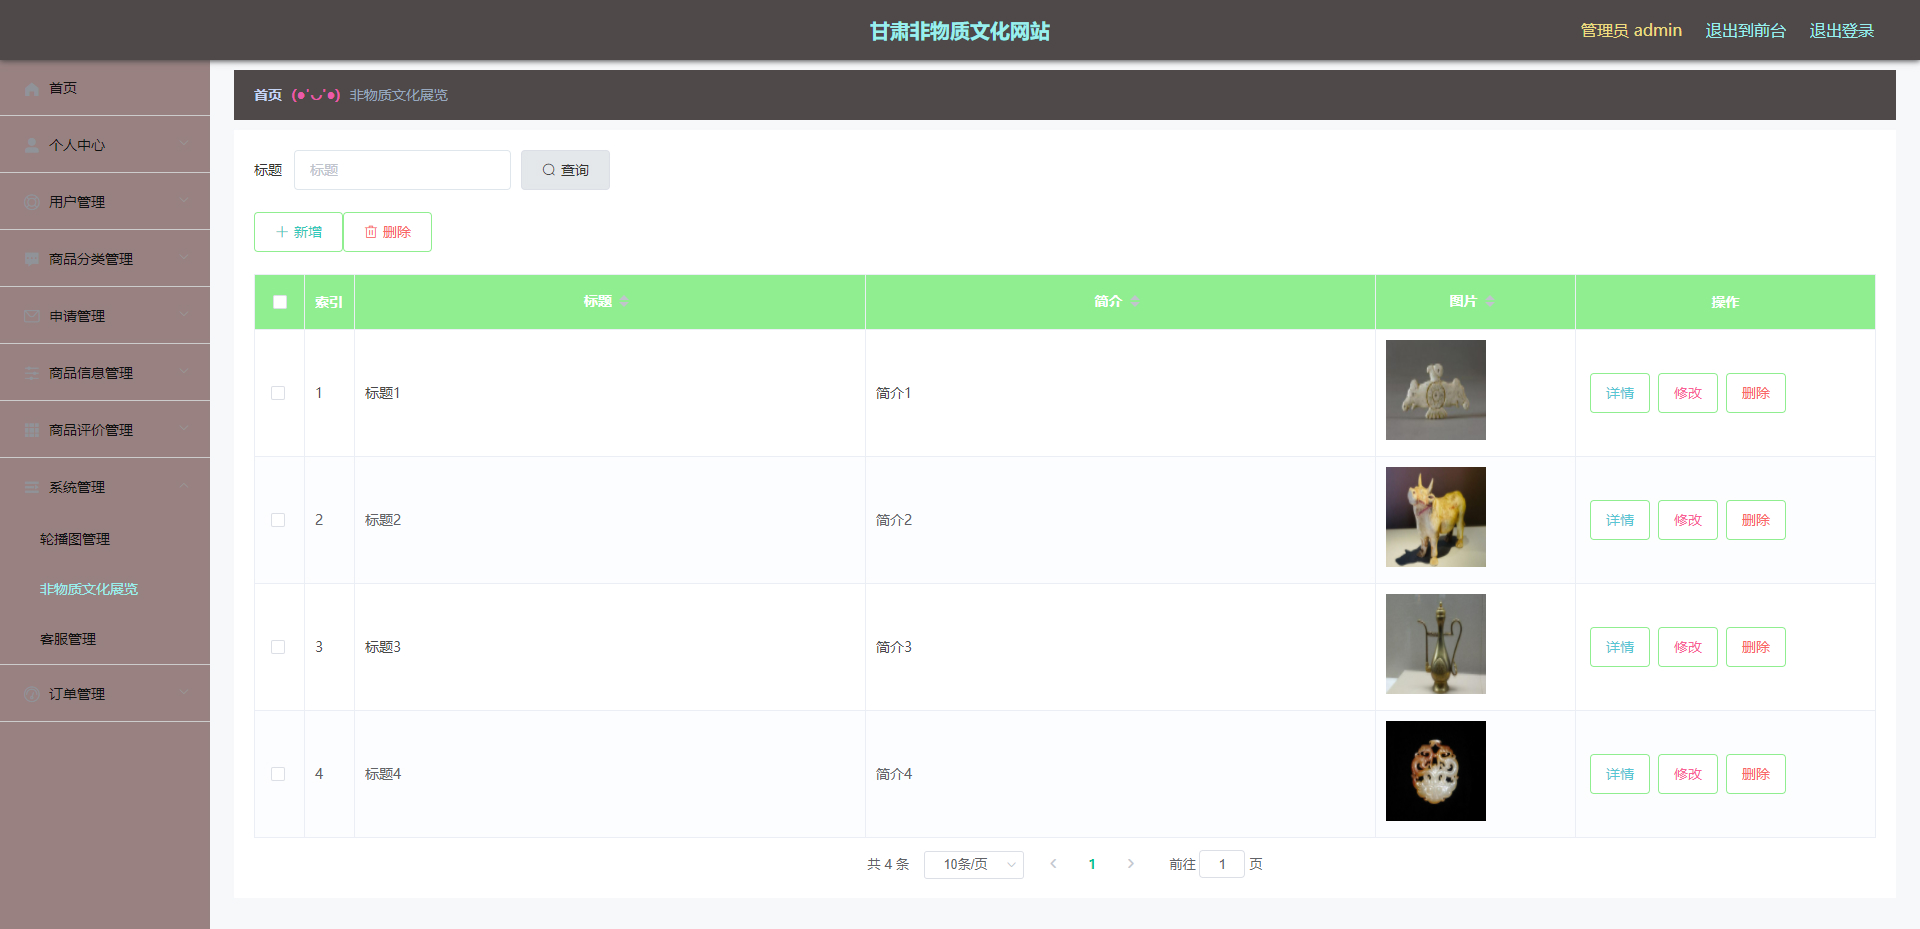 甘肃非物质文化网站
管理员 admin 退出到前台 退出登录
首页
个人中心
用户管理
商品分类管理
申请管理
商品信息管理
商品评价管理
系统管理
轮播图管理
非物质文化展览
客服管理
订单管理
首页 (●'◡'●) 非物质文化展览
标题 标题 查询
新增 删除
索引 标题 简介 图片 操作
1 标题1 简介1 详情 修改 删除
2 标题2 简介2 详情 修改 删除
3 标题3 简介3 详情 修改 删除
4 标题4 简介4 详情 修改 删除
共 4 条 10条/页 1 前往 1 页